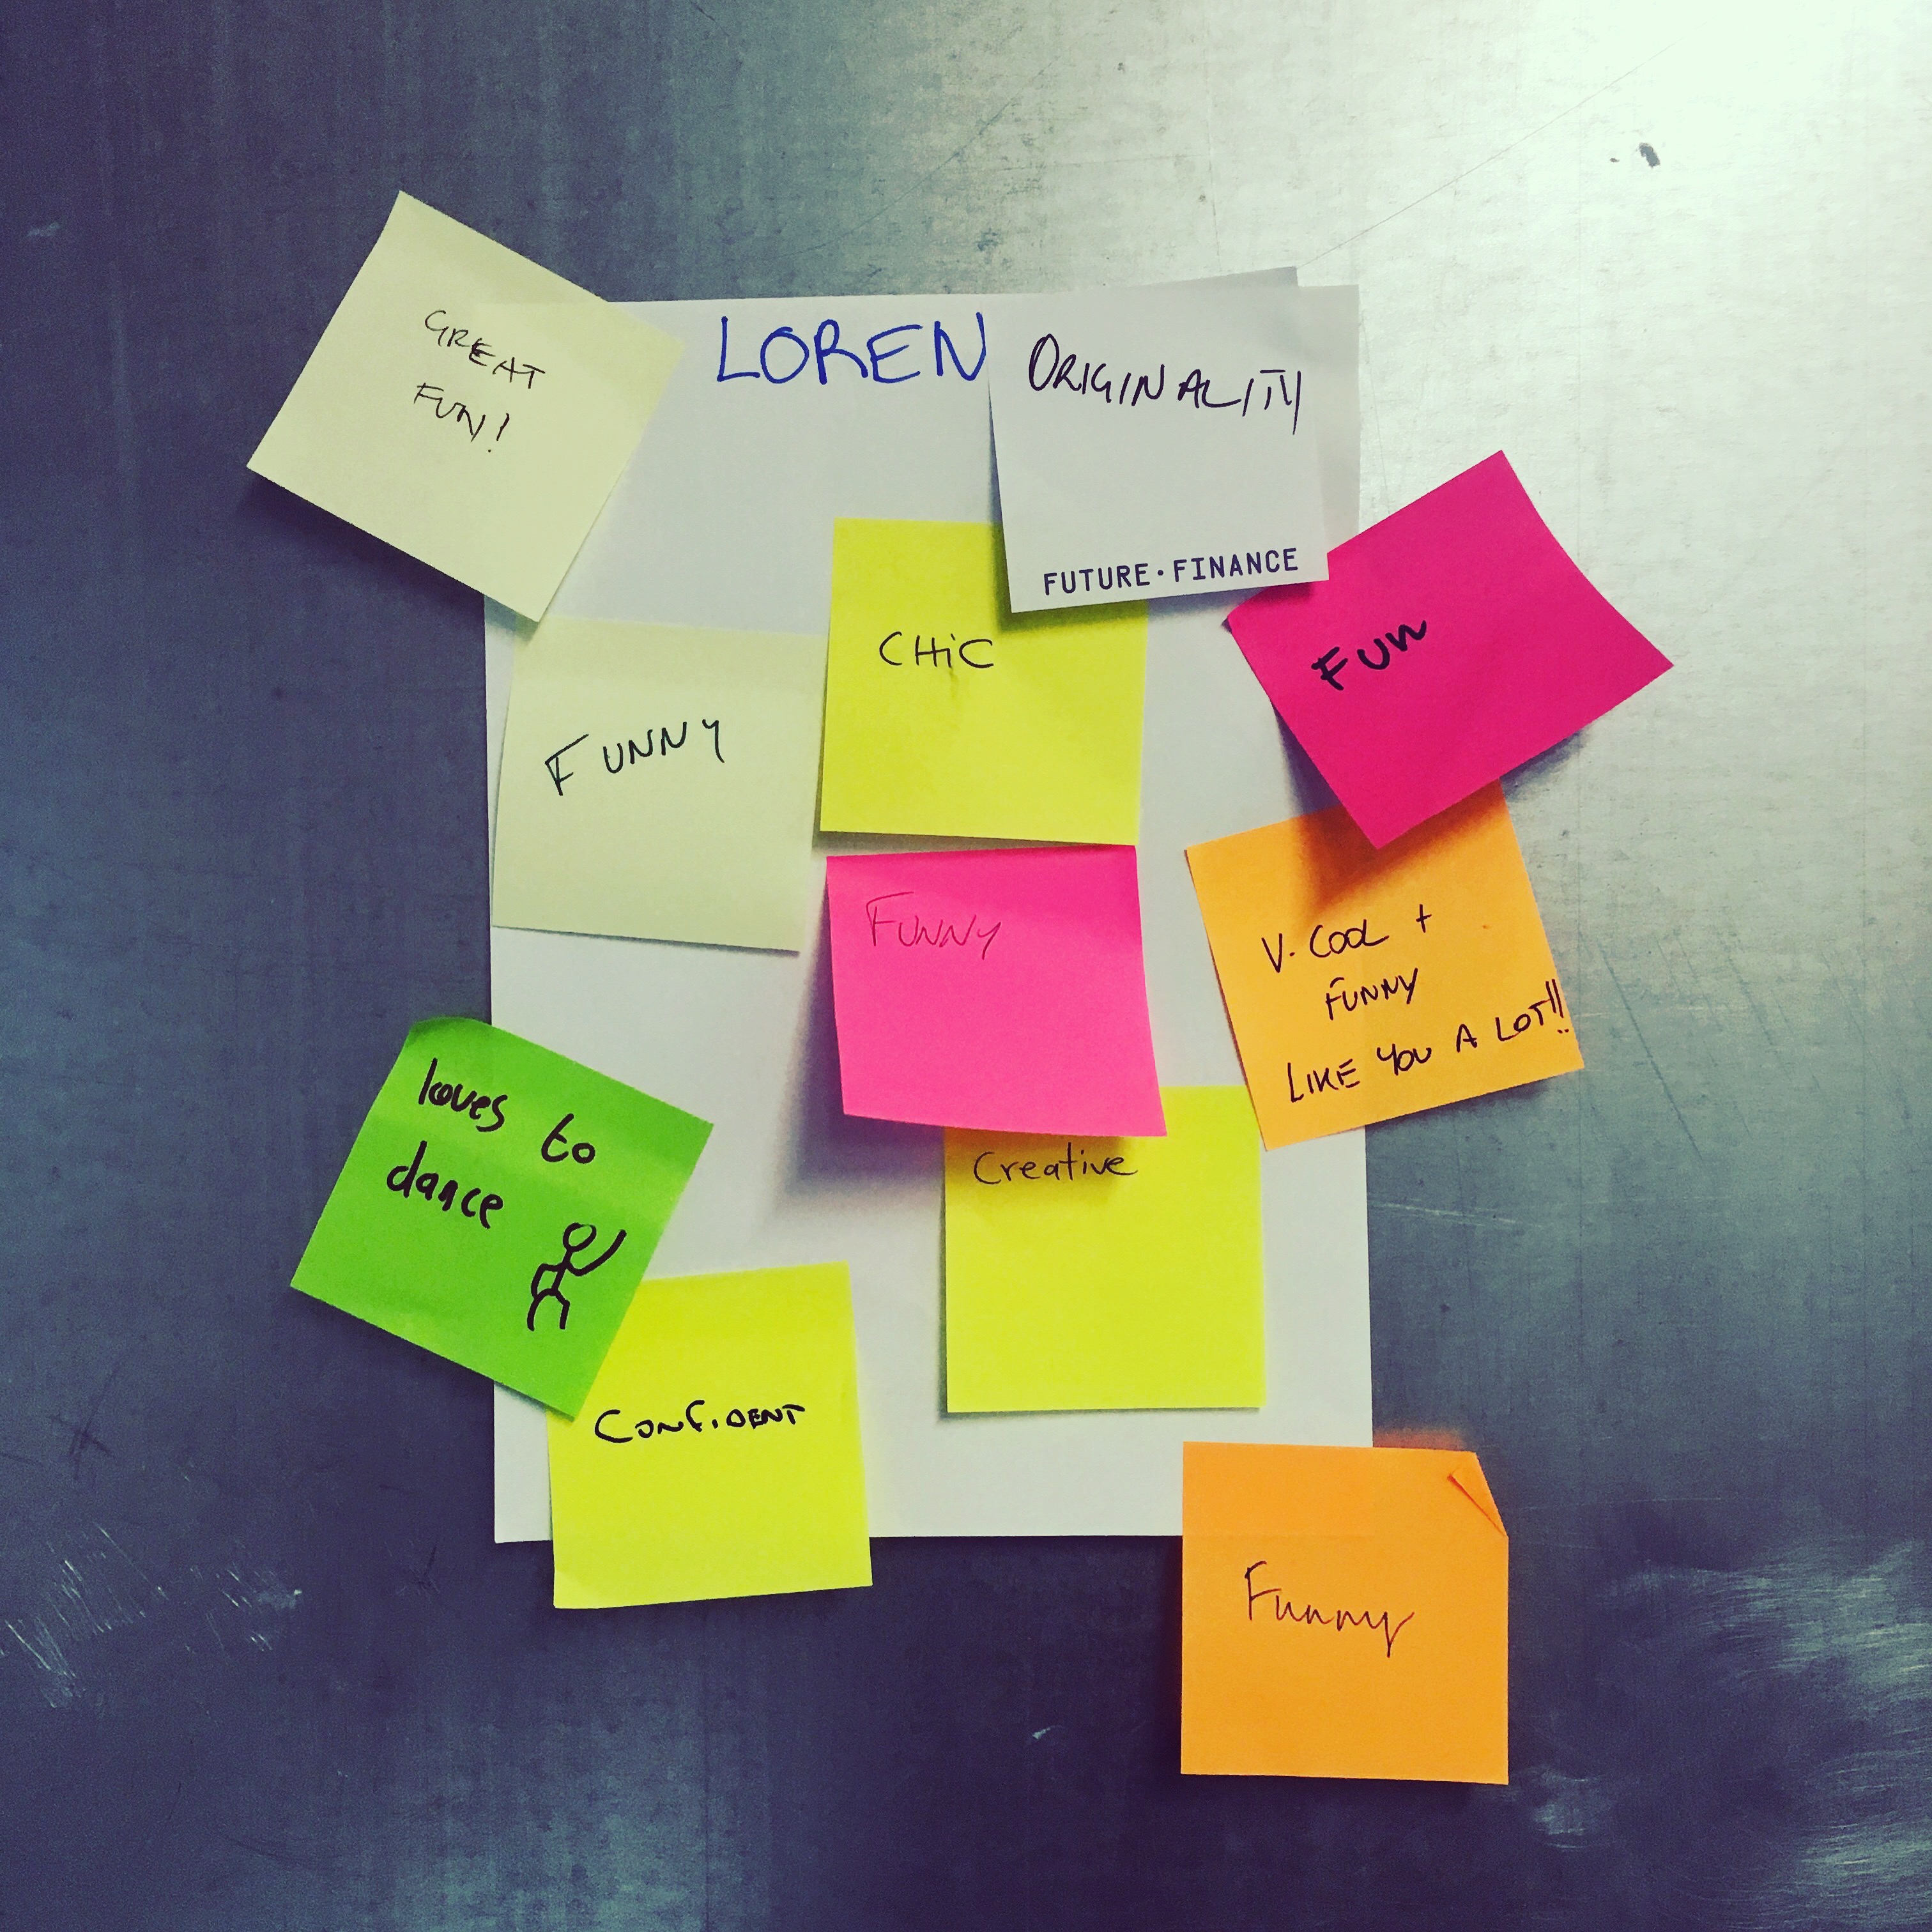 LOREN
GREAT
FUN!
ORIGINALITY
FUTURE·FINANCE
CHiC
Fun
FUNNY
FUNNY
V. COOL +
FUNNY
LIKE YOU A LOT!!
loves to
dance
Creative
CONFIDENT
Funny